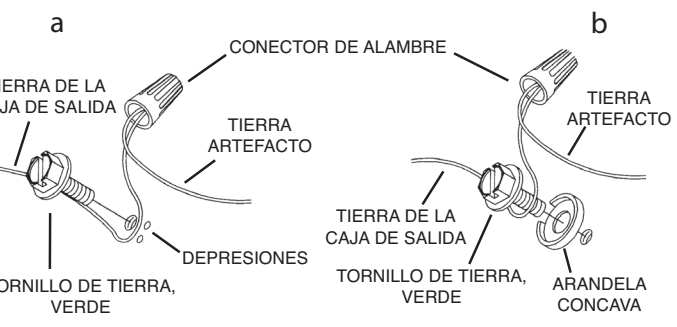 a
b
CONECTOR DE ALAMBRE
IERRA DE LA
JA DE SALIDA
TIERRA
ARTEFACTO
DEPRESIONES
ORNILLO DE TIERRA,
VERDE
TIERRA
ARTEFACTO
TIERRA DE LA
CAJA DE SALIDA
TORNILLO DE TIERRA,
VERDE
ARANDELA
CONCAVA